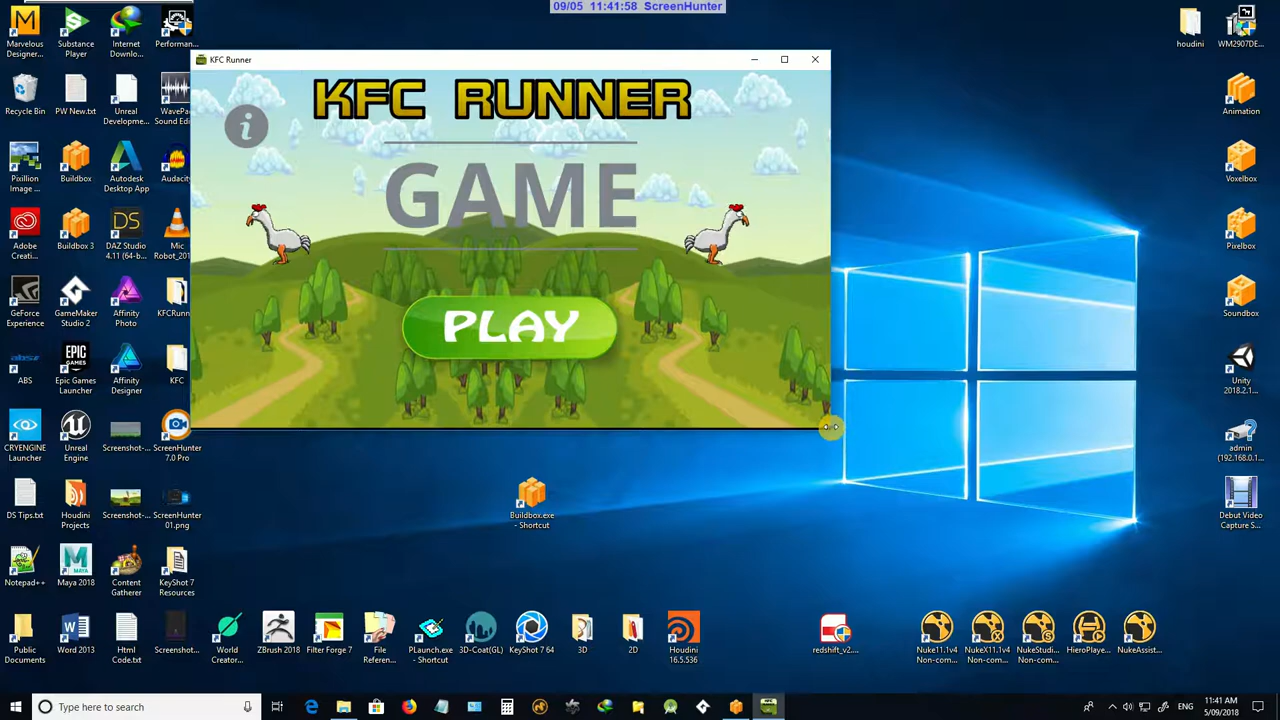 09/05 11:41:58 ScreenHunter
Marvelous Designer...
Substance Player
Internet Downlo...
Performan...
houdini
WM2907DE...
KFC Runner
KFC RUNNER
i
GAME
PLAY
Recycle Bin
PW New.txt
Unreal Developme...
WavePad Sound Edi...
Animation
Pixillion Image ...
Buildbox
Autodesk Desktop App
Audacity
Voxelbox
Adobe Creati...
Buildbox 3
DAZ Studio 4.11 (64-b...
Mic Robot_20...
Pixelbox
GeForce Experience
GameMaker Studio 2
Affinity Photo
KFCRunn...
Soundbox
ABS
Epic Games Launcher
Affinity Designer
KFC
Unity 2018.2.1...
CRYENGINE Launcher
Unreal Engine
Screenshot-...
ScreenHunter 7.0 Pro
admin (192.168.0.1...
DS Tips.txt
Houdini Projects
Screenshot-...
ScreenHunter 01.png
Buildbox.exe - Shortcut
Debut Video Capture S...
Notepad++
Maya 2018
Content Gatherer
KeyShot 7 Resources
Public Documents
Word 2013
Html Code.txt
Screenshot...
World Creator...
ZBrush 2018
Filter Forge 7
File Referen...
PLaunch.exe - Shortcut
3D-Coat(GL)
KeyShot 7 64
3D
2D
Houdini 16.5.536
redshift_v2....
Nuke11.1v4 Non-com...
NukeX11.1v4 Non-com...
NukeStudi... Non-com...
HieroPlaye...
NukeAssist...
Type here to search
ENG
11:41 AM
5/09/2018